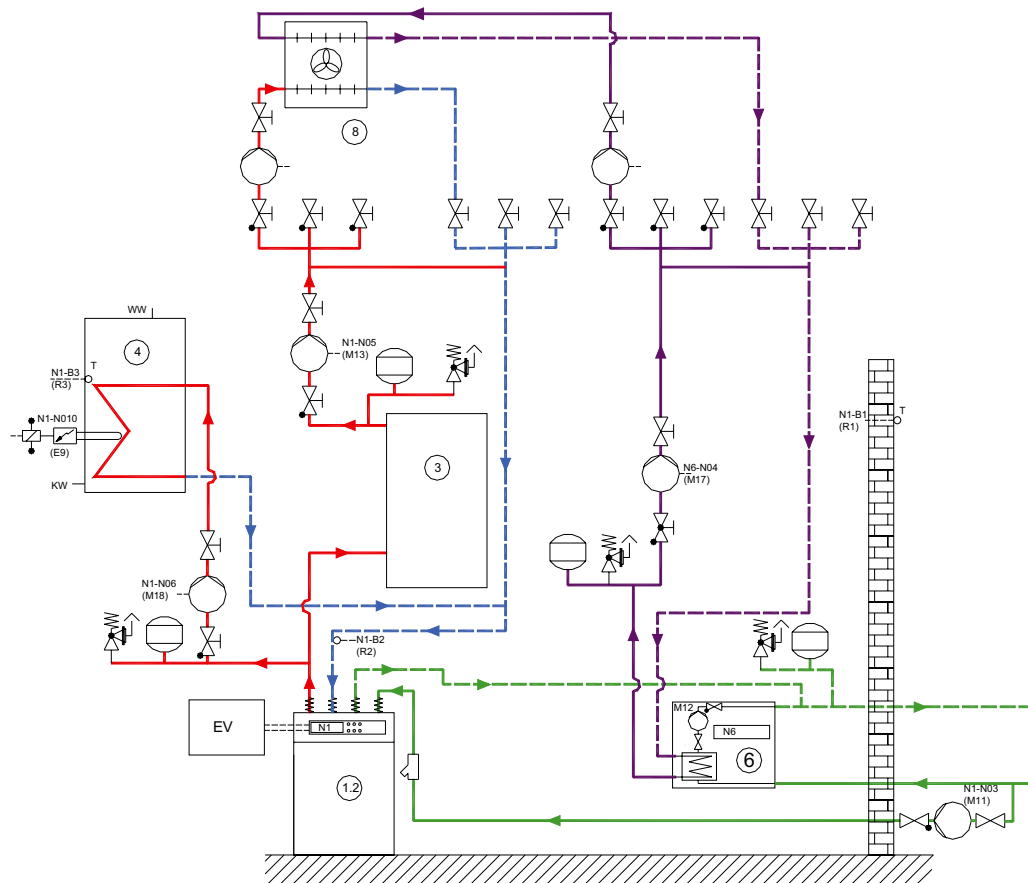 8
WW
4
N1-N05
(M13)
N1-B3
(R3)
T
N1-N010
(E9)
KW
3
N1-B1
(R1)
T
N6-N04
(M17)
N1-N06
(M18)
N1-B2
(R2)
EV
N1
M12
N6
6
1.2
N1-N03
(M11)